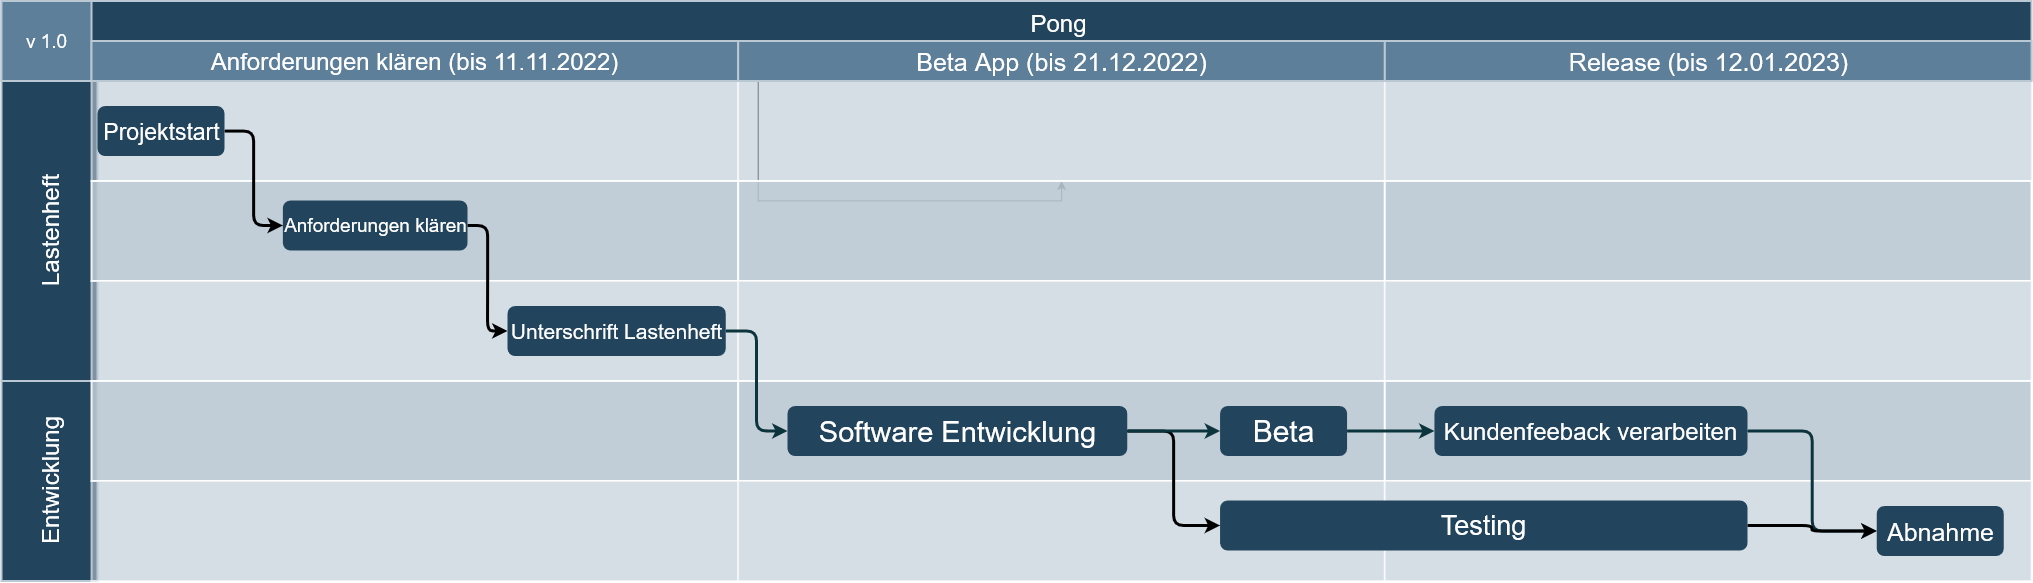 v 1.0
Pong
Anforderungen klären (bis 11.11.2022)
Beta App (bis 21.12.2022)
Release (bis 12.01.2023)
Lastenheft
Projektstart
Anforderungen klären
Unterschrift Lastenheft
Entwicklung
Software Entwicklung
Beta
Kundenfeeback verarbeiten
Testing
Abnahme